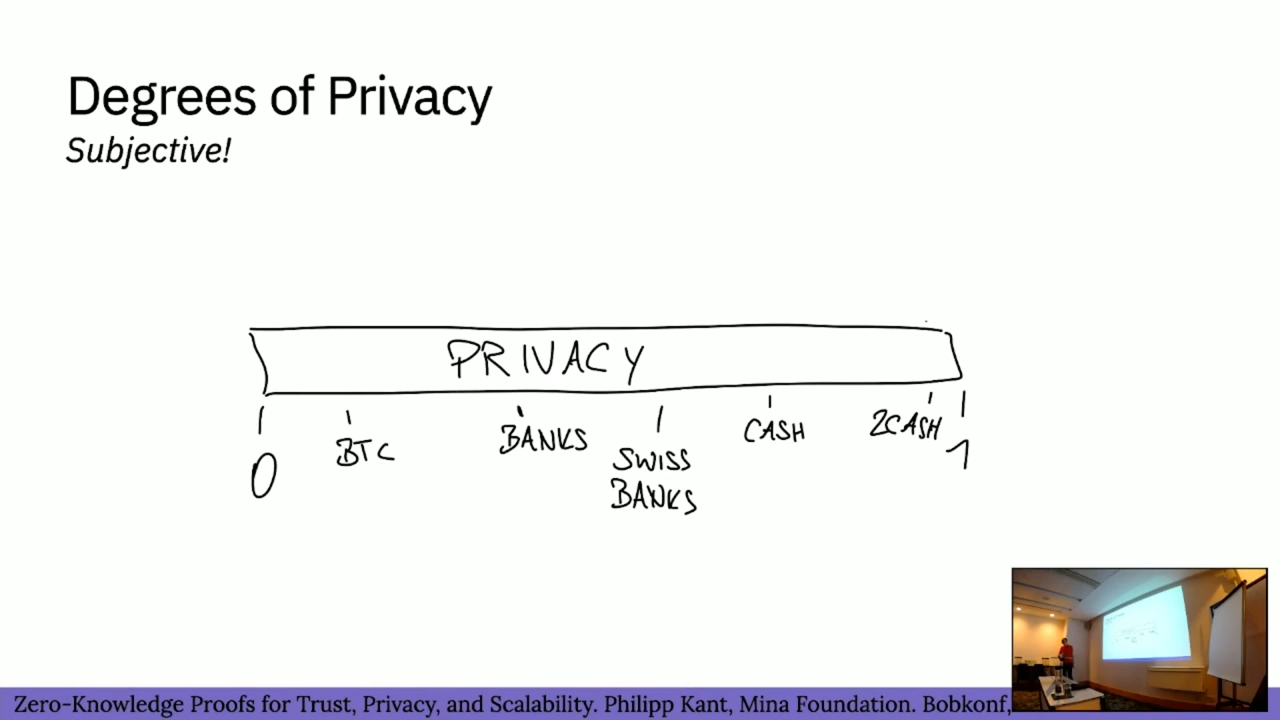 Degrees of Privacy
Subjective!
PRIVACY
0
BTC
BANKS
SWISS
BANKS
CASH
ZCASH
1
Zero-Knowledge Proofs for Trust, Privacy, and Scalability. Philipp Kant, Mina Foundation. Bobkonf,